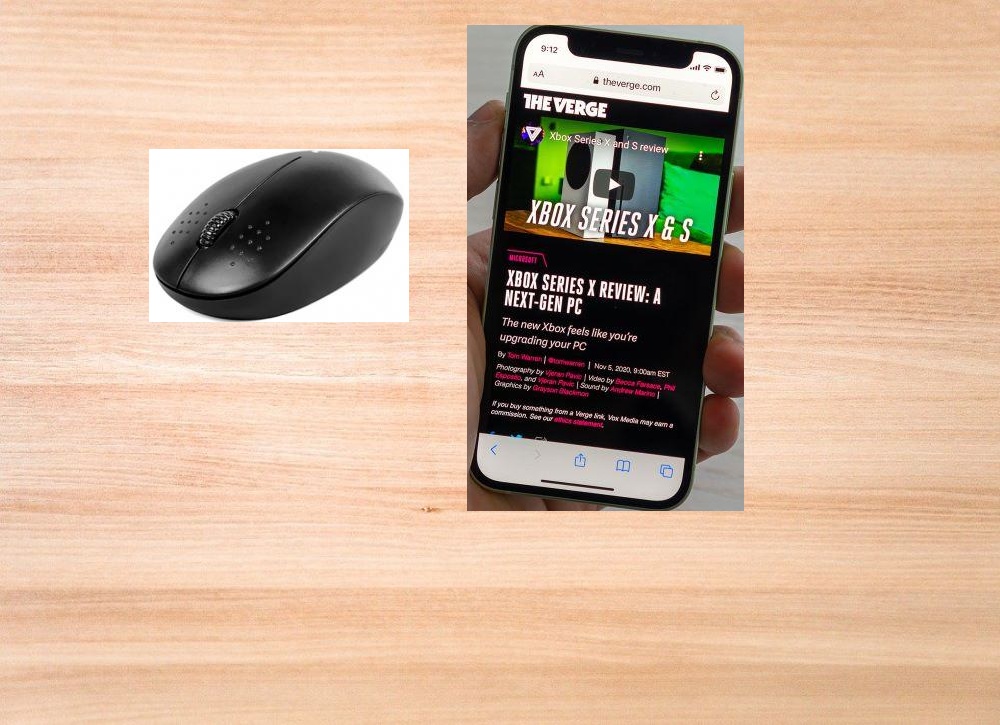 9:12
AA
theverge.com
THE VERGE
Xbox Series X and S review
XBOX SERIES X & S
MICROSOFT
XBOX SERIES X REVIEW: A
NEXT-GEN PC
The new Xbox feels like you're
upgrading your PC
By Tom Warren | @tomwarren | Nov 5, 2020, 9:00am EST
Photography by Vjeran Pavic | Video by Becca Farsace, Phil
Esposito, and Vjeran Pavic | Sound by Andrew Marino |
Graphics by Grayson Blackmon
If you buy something from a Verge link, Vox Media may earn a
commission. See our ethics statement.